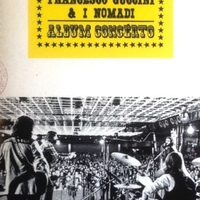 FRANCESCO GUCCINI
& I NOMADI
ALBUM CONCERTO